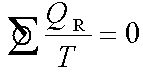 ∑ Q_R / T = 0